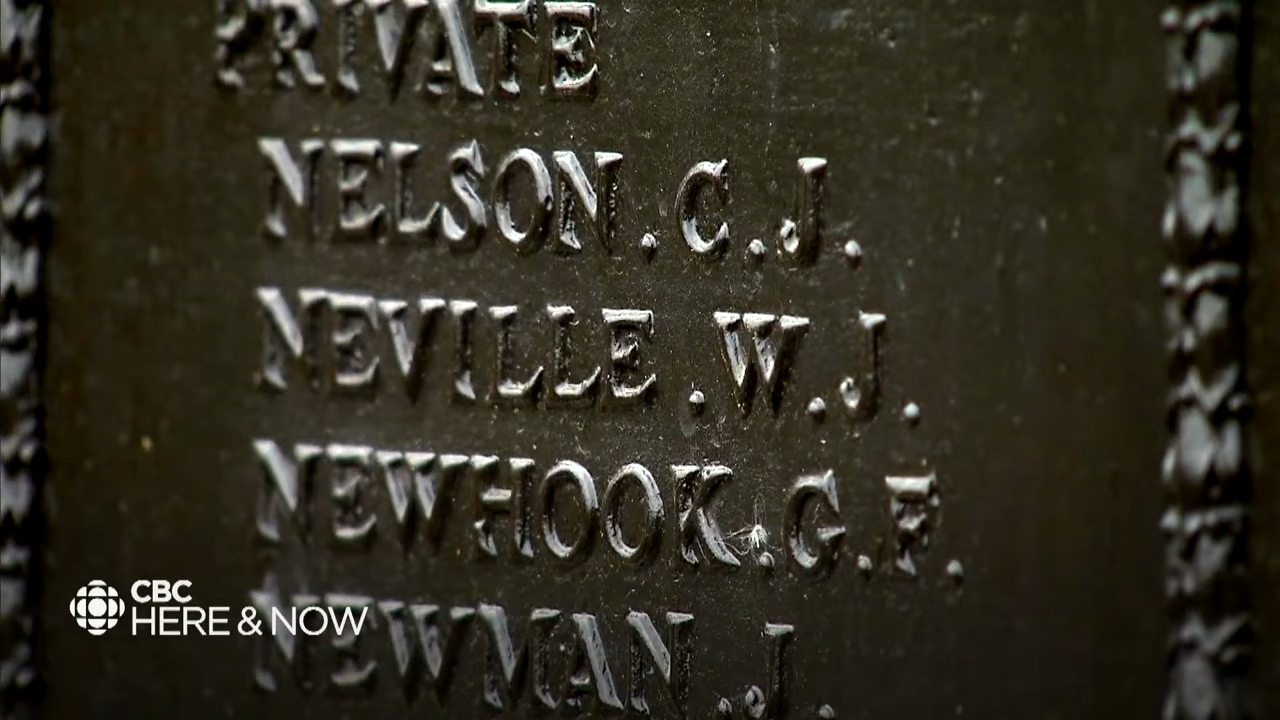 PRIVATE
NELSON.C.J.
NEVILLE.W.J.
NEWHOOK.G.F.
NEWMAN.J.
CBC
HERE & NOW